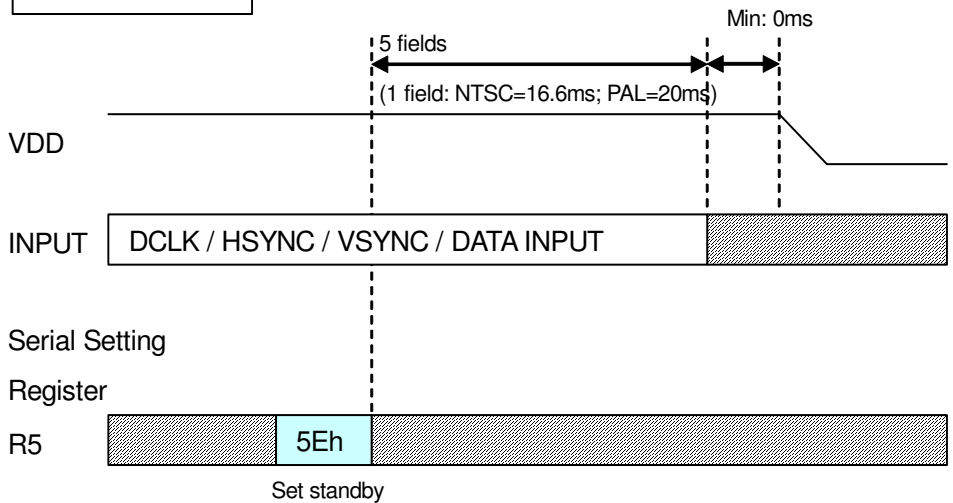 Min: 0ms
5 fields
(1 field: NTSC=16.6ms; PAL=20ms)
VDD
INPUT
DCLK / HSYNC / VSYNC / DATA INPUT
Serial Setting
Register
R5
5Eh
Set standby